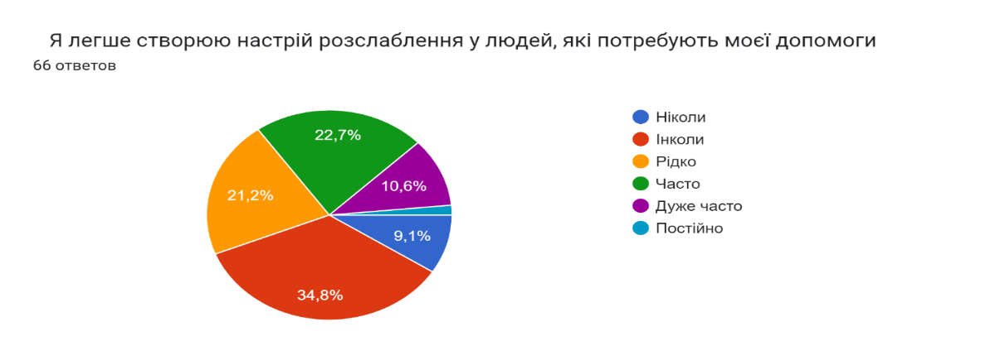 Я легше створюю настрій розслаблення у людей, які потребують моєї допомоги
66 ответов
22,7%
10,6%
21,2%
9,1%
34,8%
Ніколи
Інколи
Рідко
Часто
Дуже часто
Постійно